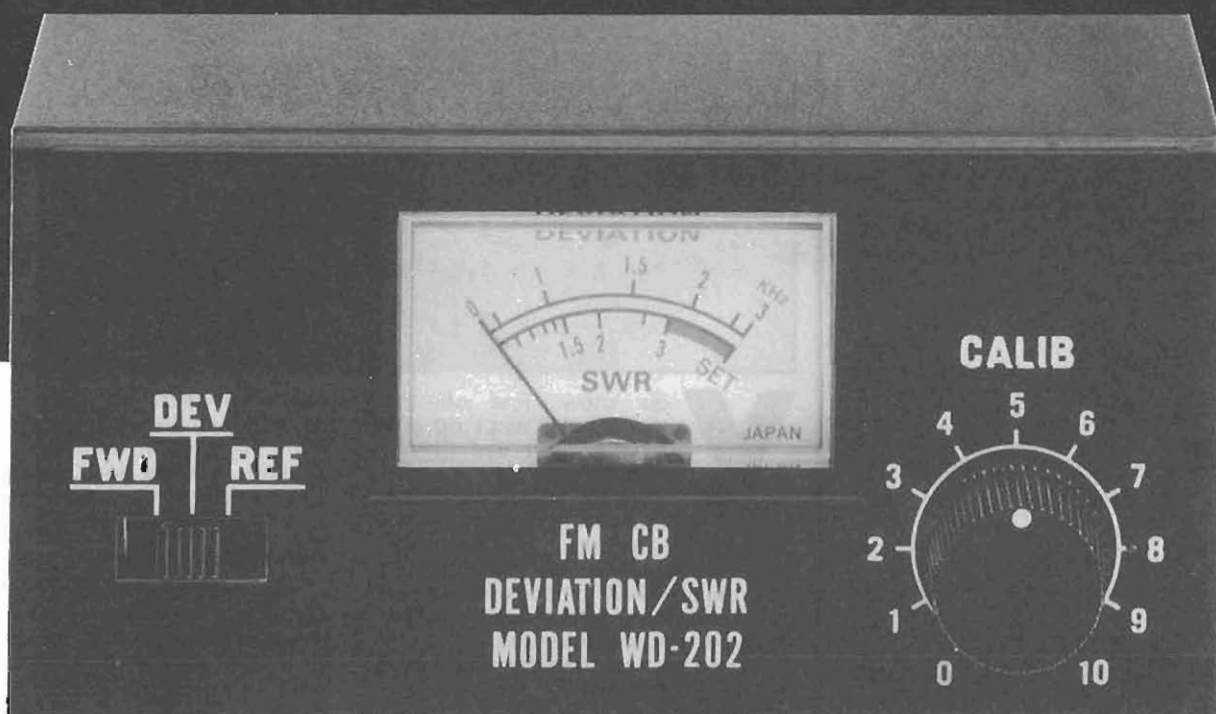 DEVIATION
0 1 1.5 2 3 KHz
1.5 2 3 SET
SWR
JAPAN
CALIB
DEV
FWD REF
0 1 2 3 4 5 6 7 8 9 10
FM CB
DEVIATION/SWR
MODEL WD-202